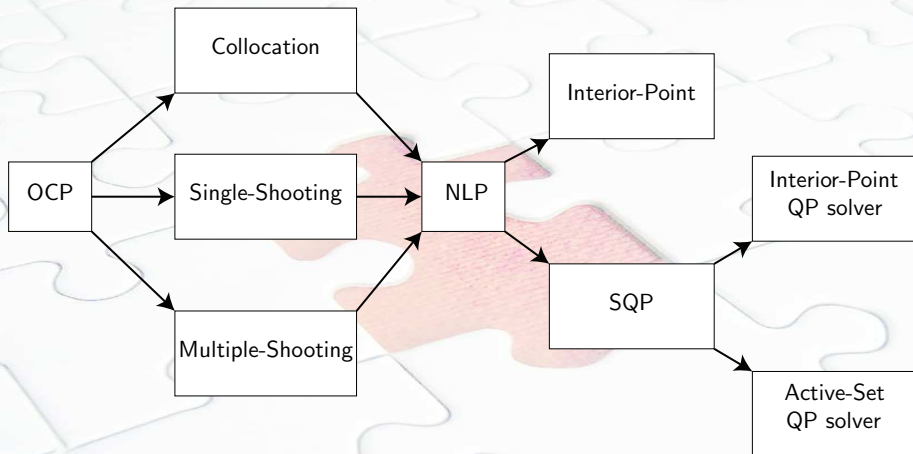 Collocation
Interior-Point
OCP
Single-Shooting
NLP
Interior-Point
QP solver
SQP
Multiple-Shooting
Active-Set
QP solver